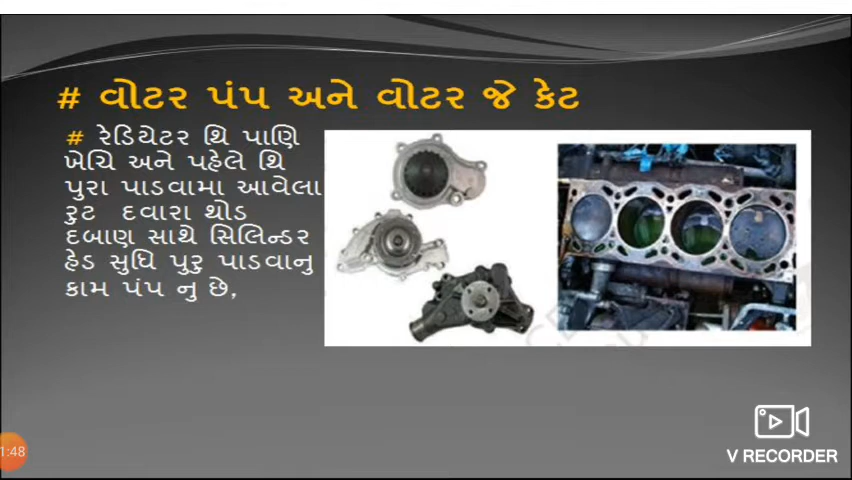 # વોટર પંપ અને વોટર જે કેટ
# રેડિયેટર થિ પાણિ
ખેચિ અને પહેલે થિ
પુરા પાડવામા આવેલા
રુટ દવારા થોડ
દબાણ સાથે સિલિન્ડર
હેડ સુધિ પુરુ પાડવાનુ
કામ પંપ નુ છે,
1:48
V RECORDER